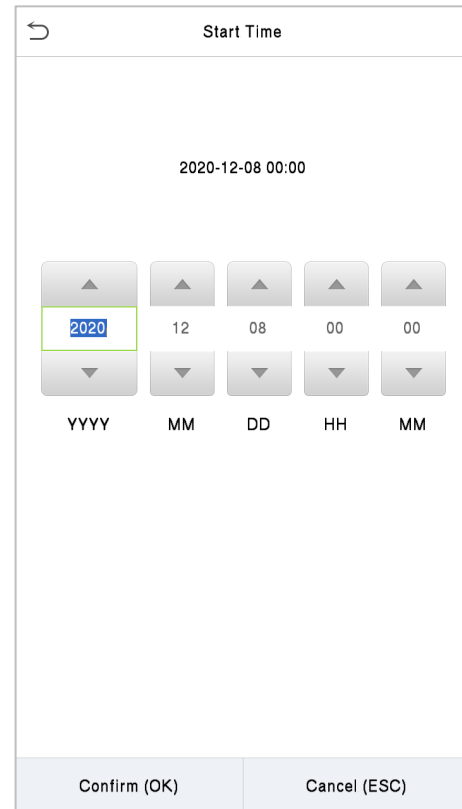 Start Time
2020-12-08 00:00
2020 12 08 00 00
YYYY MM DD HH MM
Confirm (OK) Cancel (ESC)